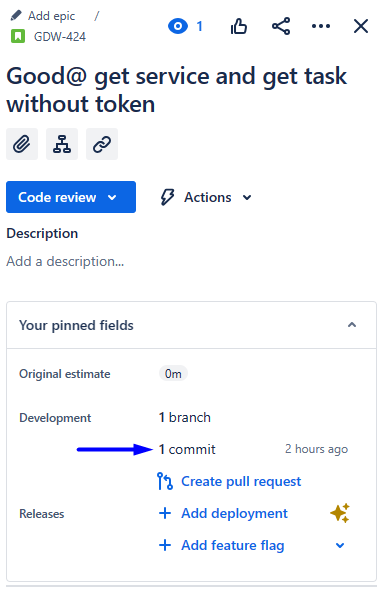 Add epic /
GDW-424
1
Good@ get service and get task
without token
Code review
Actions
Description
Add a description...
Your pinned fields
Original estimate 0m
Development 1 branch
1 commit 2 hours ago
Create pull request
Releases Add deployment
Add feature flag